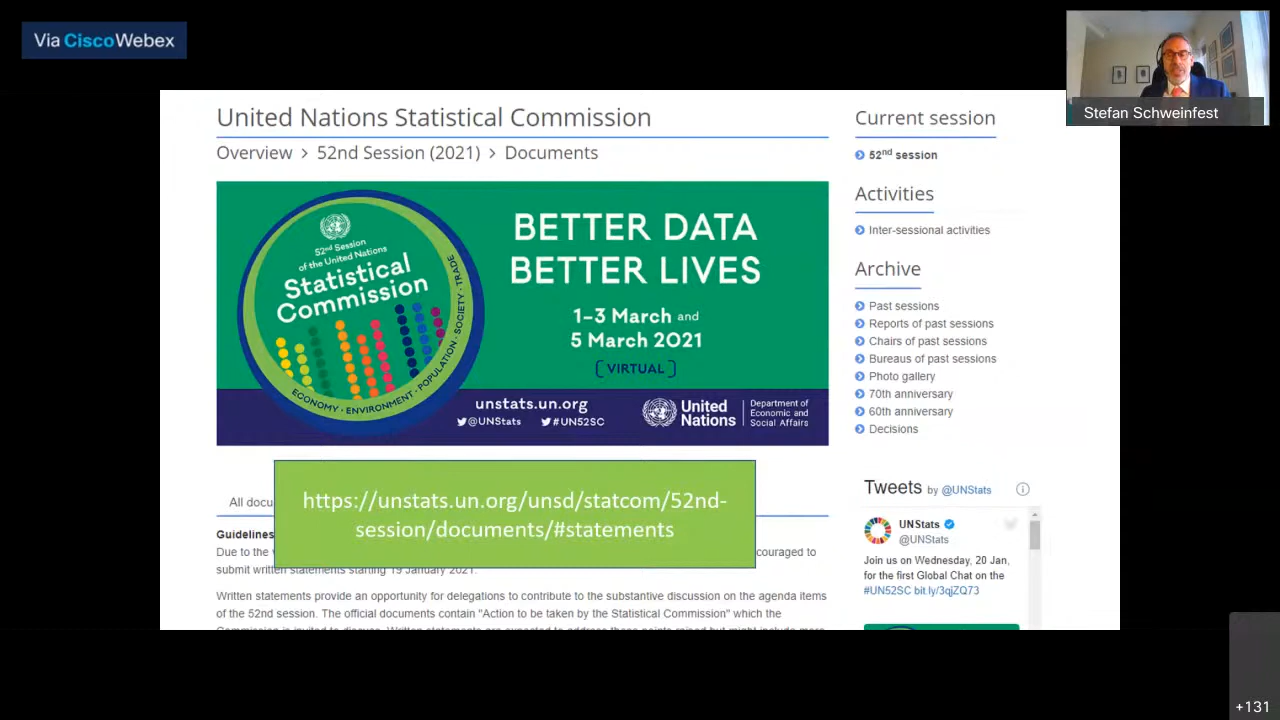 Via CiscoWebex
Stefan Schweinfest
United Nations Statistical Commission
Overview > 52nd Session (2021) > Documents
52nd Session
of the United Nations
Statistical
Commission
ECONOMY · ENVIRONMENT · POPULATION · SOCIETY · TRADE
BETTER DATA
BETTER LIVES
1–3 March and
5 March 2021
[VIRTUAL]
unstats.un.org
@UNStats #UN52SC
United
Nations
Department of
Economic and
Social Affairs
All docu
https://unstats.un.org/unsd/statcom/52nd-
session/documents/#statements
Guidelines
Due to the couraged to
submit written statements starting 19 January 2021.
Written statements provide an opportunity for delegations to contribute to the substantive discussion on the agenda items
of the 52nd session. The official documents contain "Action to be taken by the Statistical Commission" which the
Current session
52nd session
Activities
Inter-sessional activities
Archive
Past sessions
Reports of past sessions
Chairs of past sessions
Bureaus of past sessions
Photo gallery
70th anniversary
60th anniversary
Decisions
Tweets by @UNStats
UNStats
@UNStats
Join us on Wednesday, 20 Jan,
for the first Global Chat on the
#UN52SC bit.ly/3qjZQ73
+131